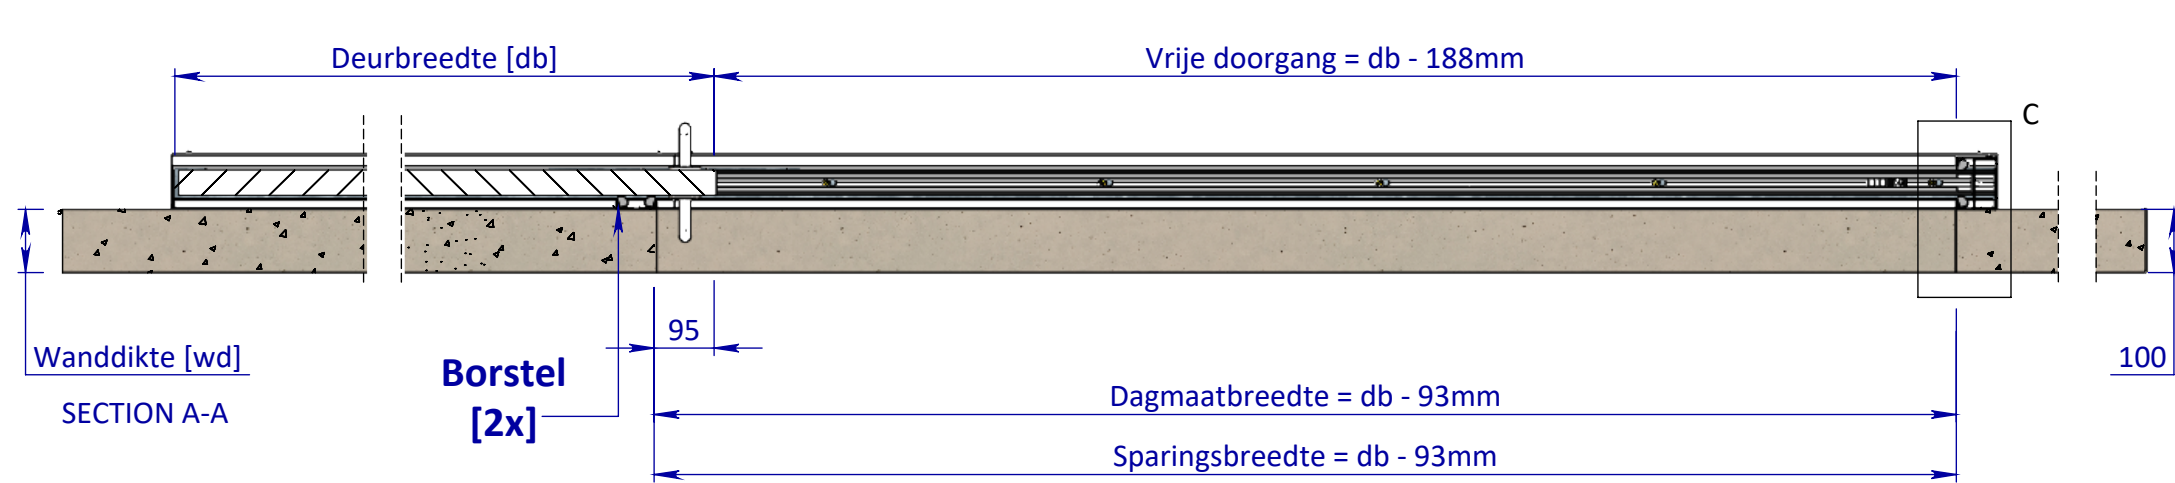 Deurbreedte [db]
Vrije doorgang = db - 188mm
C
95
Wanddikte [wd]
100
Borstel
[2x]
SECTION A-A
Dagmaatbreedte = db - 93mm
Sparingsbreedte = db - 93mm